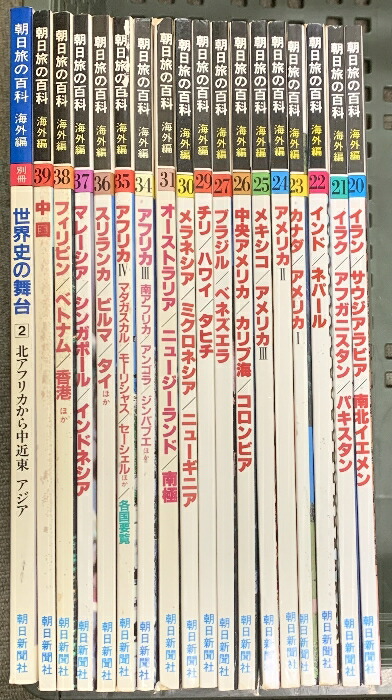 朝日旅の百科 海外編 別冊 世界史の舞台 2 北アフリカから中近東 アジア 朝日新聞社
朝日旅の百科 海外編 39 中国 朝日新聞社
朝日旅の百科 海外編 38 フィリピン/ベトナム 香港ほか 朝日新聞社
朝日旅の百科 海外編 37 マレーシア シンガポール インドネシア 朝日新聞社
朝日旅の百科 海外編 36 スリランカ ビルマ タイほか 朝日新聞社
朝日旅の百科 海外編 35 アフリカ Ⅳ マダガスカル モーリシャス/セーシェルほか/各国要覧 朝日新聞社
朝日旅の百科 海外編 34 アフリカ Ⅲ 南アフリカ アンゴラ ジンバブエほか 朝日新聞社
朝日旅の百科 海外編 31 オーストラリア ニュージーランド 南極 朝日新聞社
朝日旅の百科 海外編 30 メラネシア ミクロネシア ニューギニア 朝日新聞社
朝日旅の百科 海外編 29 チリ/ハワイ タヒチ 朝日新聞社
朝日旅の百科 海外編 27 ブラジル ベネズエラ 朝日新聞社
朝日旅の百科 海外編 26 中央アメリカ カリブ海/コロンビア 朝日新聞社
朝日旅の百科 海外編 25 メキシコ アメリカ Ⅲ 朝日新聞社
朝日旅の百科 海外編 24 アメリカ Ⅱ 朝日新聞社
朝日旅の百科 海外編 23 カナダ/アメリカ Ⅰ 朝日新聞社
朝日旅の百科 海外編 22 インド/ネパール 朝日新聞社
朝日旅の百科 海外編 21 イラク アフガニスタン/パキスタン 朝日新聞社
朝日旅の百科 海外編 20 イラン/サウジアラビア 南北イエメン 朝日新聞社